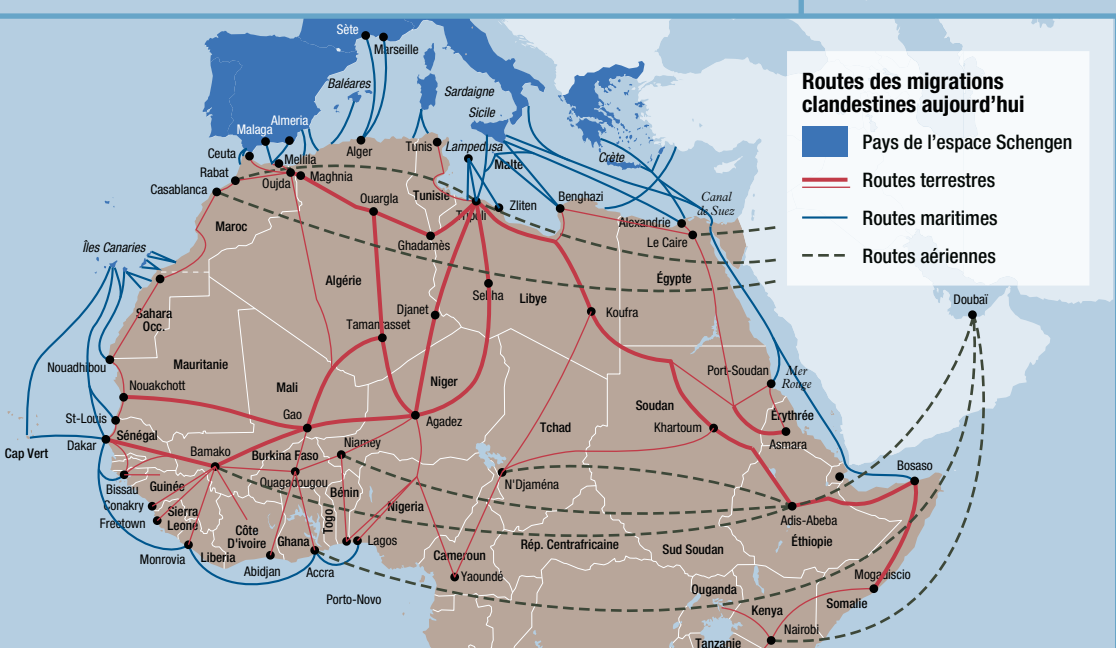 Routes des migrations
clandestines aujourd'hui
Pays de l'espace Schengen
Routes terrestres
Routes maritimes
Routes aériennes
Sète
Marseille
Baléares
Sardaigne
Sicile
Almeria
Malaga
Ceuta
Mellila
Alger
Tunis
Lampedusa
Malte
Crète
Rabat
Oujda
Maghnia
Casablanca
Ouargla
Tunisie
Tripoli
Zliten
Benghazi
Canal
de Suez
Alexandrie
Le Caire
Maroc
Ghadamès
Îles Canaries
Algérie
Égypte
Djanet
Sebha
Libye
Koufra
Doubaï
Sahara
Occ.
Tamanrasset
Nouadhibou
Mauritanie
Port-Soudan
Mer
Rouge
Nouakchott
Mali
Niger
Gao
Agadez
Soudan
Érythrée
St-Louis
Sénégal
Dakar
Cap Vert
Tchad
Khartoum
Asmara
Bamako
Burkina Faso
Niamey
Bosaso
Bissau
Guinée
Ouagadougou
N'Djaména
Bénin
Conakry
Sierra
Leone
Freetown
Togo
Nigeria
Adis-Abeba
Côte
D'ivoire
Ghana
Lagos
Rép. Centrafricaine
Sud Soudan
Éthiopie
Monrovia
Liberia
Abidjan
Accra
Cameroun
Yaoundé
Mogadiscio
Ouganda
Somalie
Porto-Novo
Kenya
Nairobi
Tanzanie